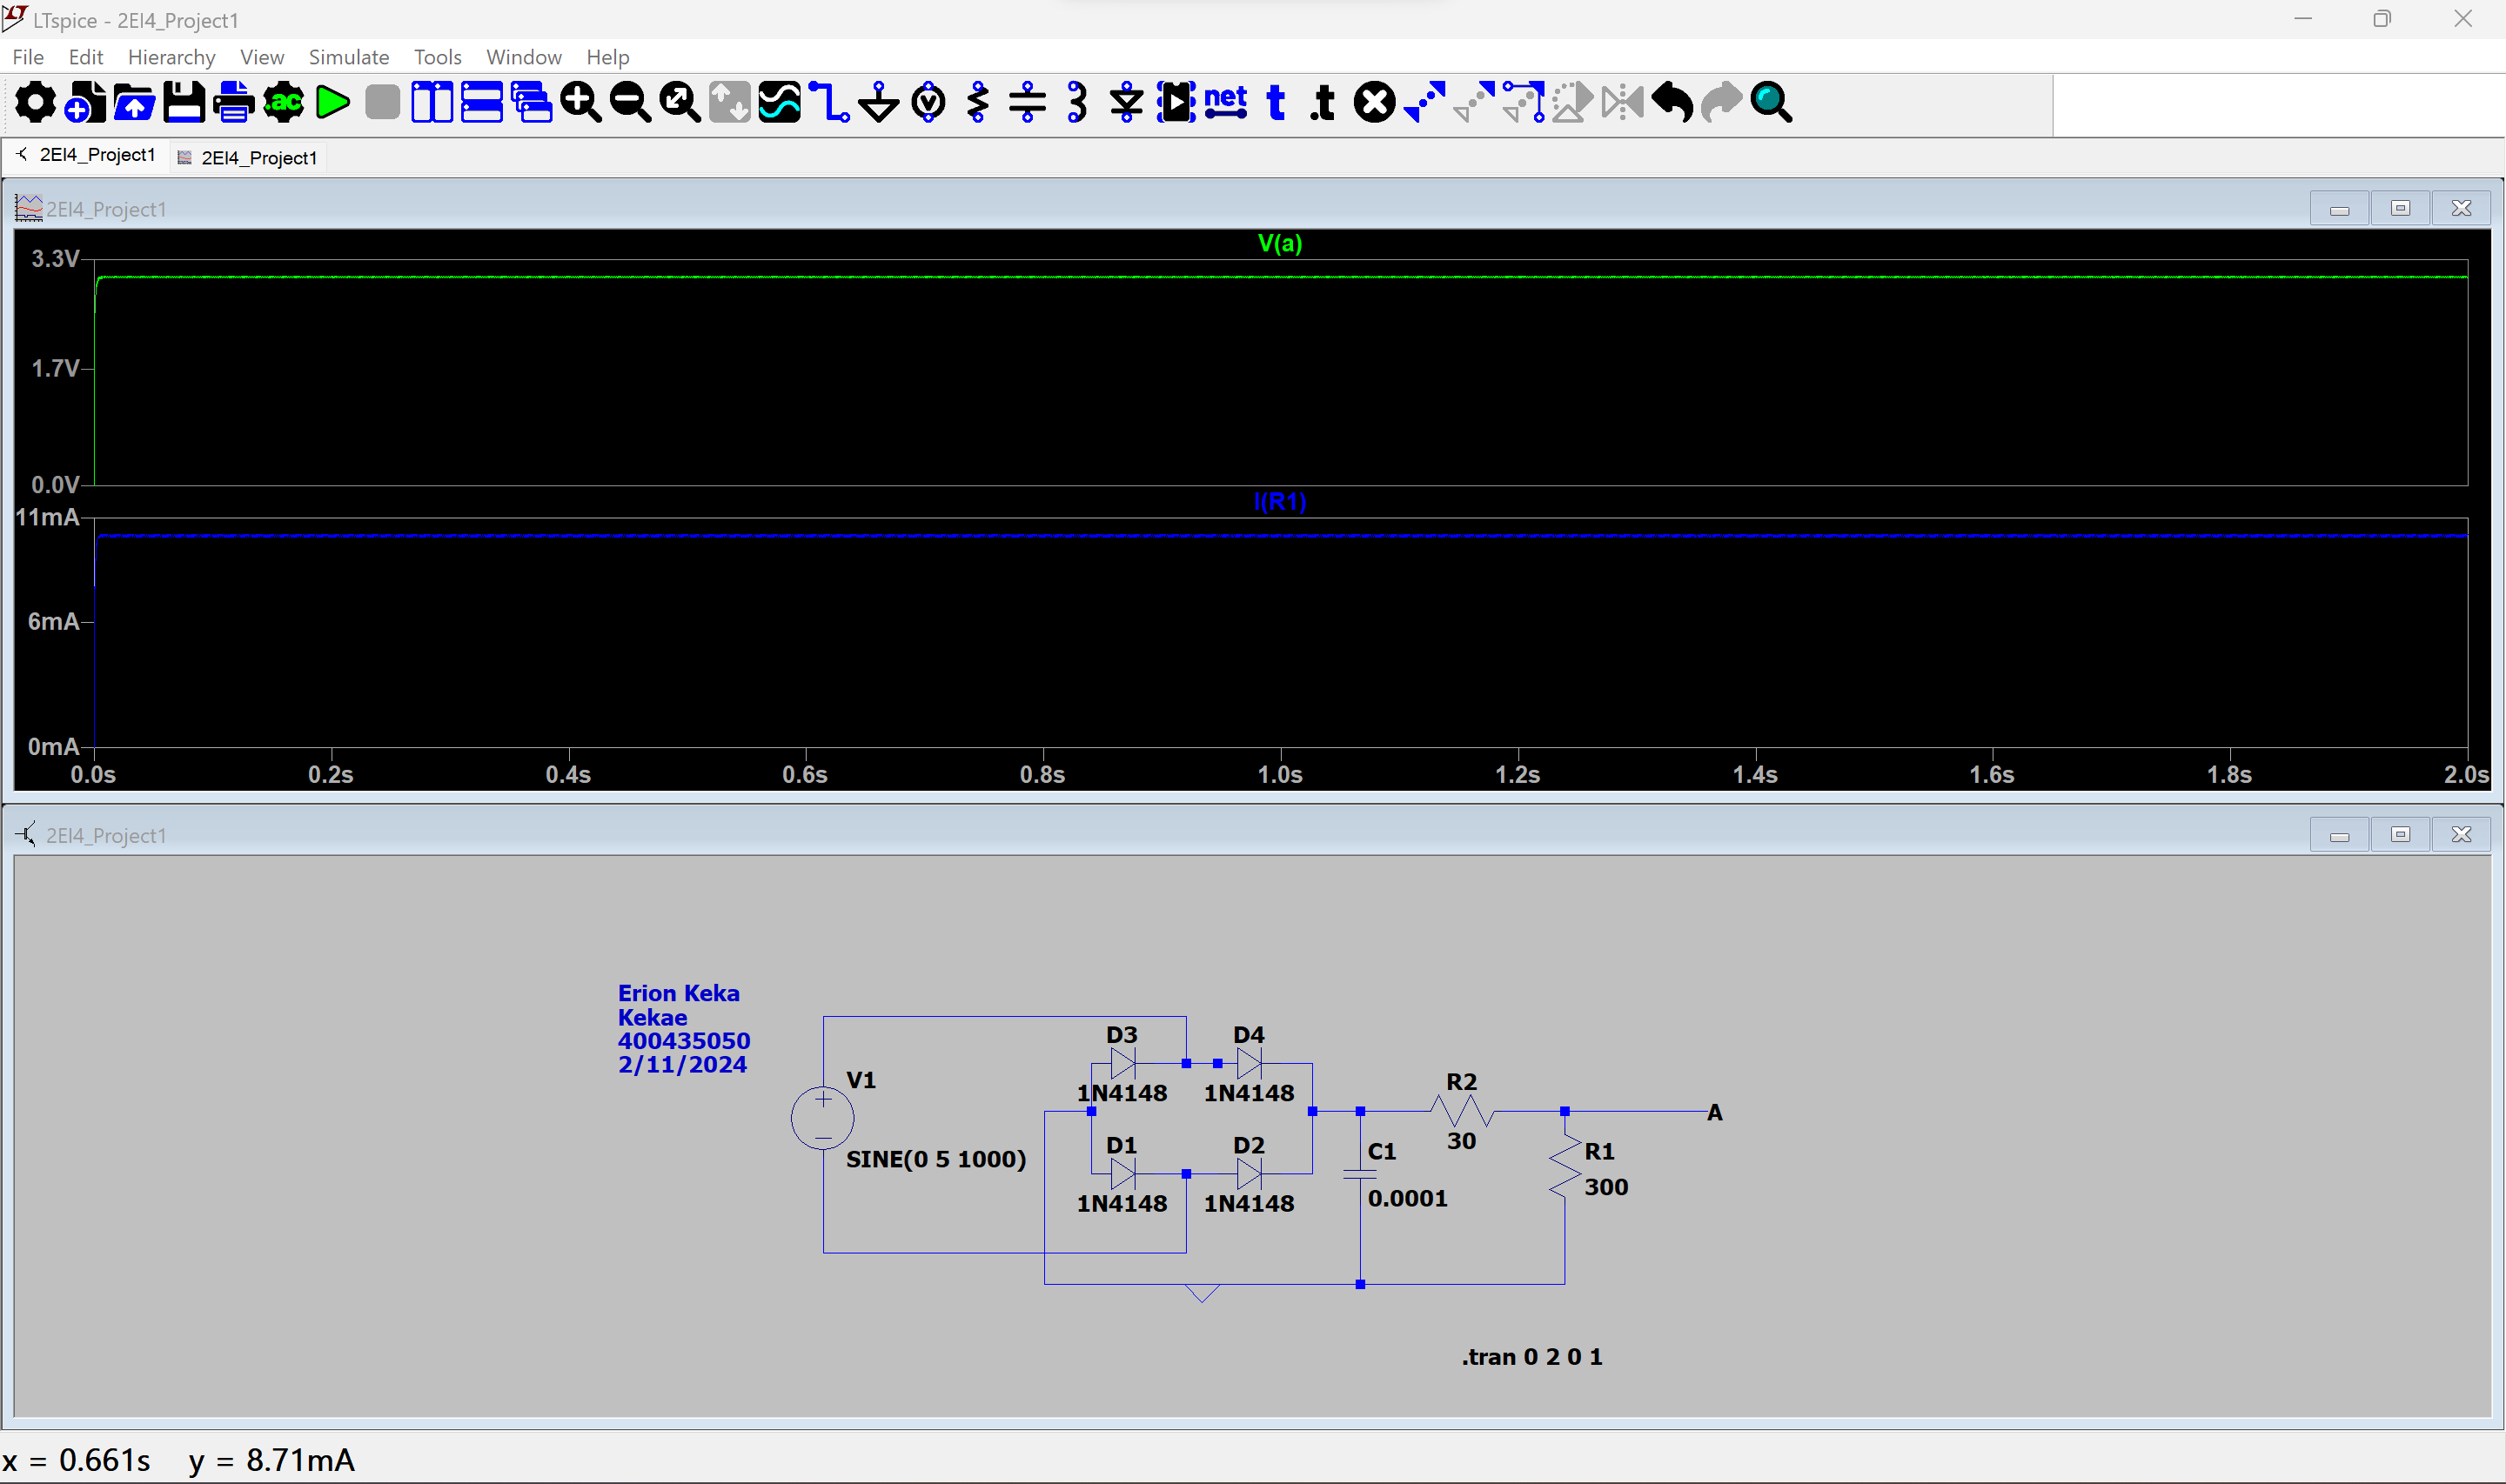 LTspice - 2EI4_Project1
File Edit Hierarchy View Simulate Tools Window Help
.ac net t .t
2EI4_Project1 2EI4_Project1
2EI4_Project1
V(a)
3.3V
1.7V
0.0V
I(R1)
11mA
6mA
0mA
0.0s 0.2s 0.4s 0.6s 0.8s 1.0s 1.2s 1.4s 1.6s 1.8s 2.0s
2EI4_Project1
Erion Keka
Kekae
400435050
2/11/2024
D3 D4
V1
1N4148 1N4148
R2
A
30
D1 D2
C1
R1
SINE(0 5 1000)
300
0.0001
1N4148 1N4148
.tran 0 2 0 1
x = 0.661s y = 8.71mA